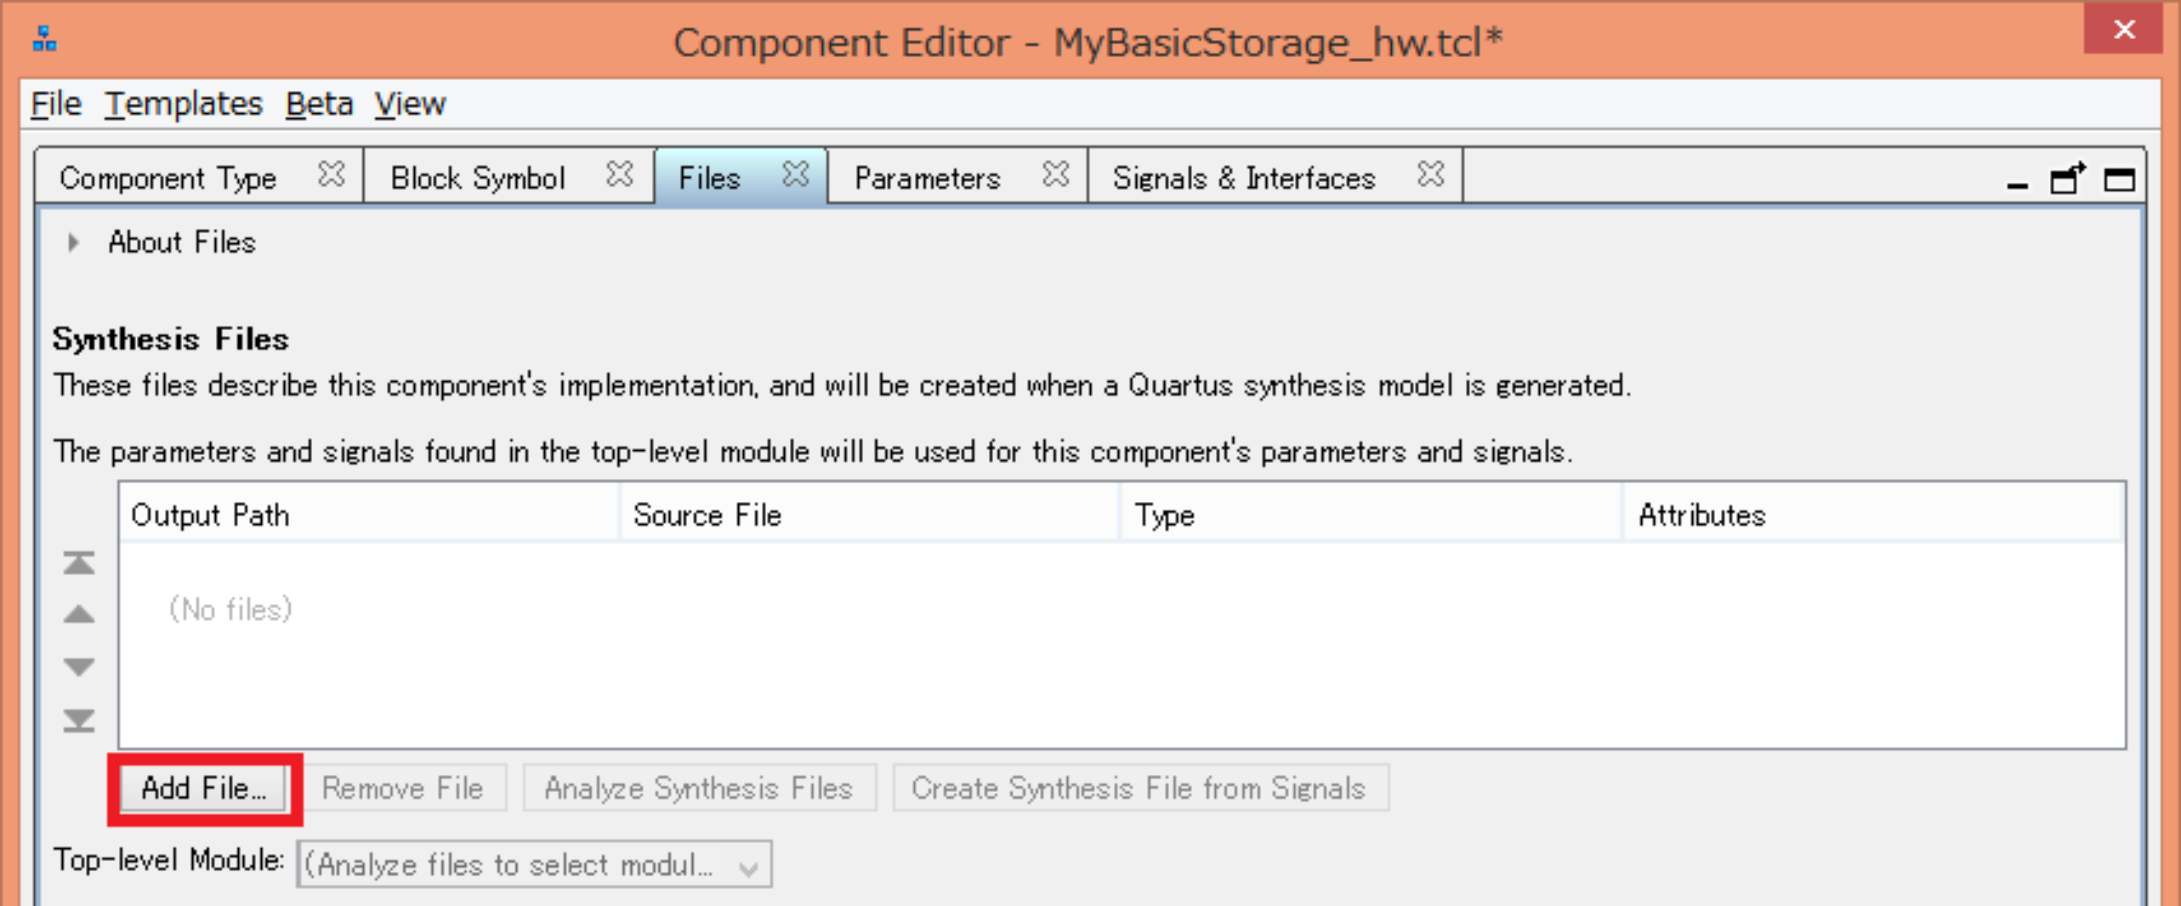 Component Editor - MyBasicStorage_hw.tcl*
File Templates Beta View
Component Type Block Symbol Files Parameters Signals & Interfaces
About Files
Synthesis Files
These files describe this component's implementation, and will be created when a Quartus synthesis model is generated.
The parameters and signals found in the top-level module will be used for this component's parameters and signals.
Output Path Source File Type Attributes
(No files)
Add File... Remove File Analyze Synthesis Files Create Synthesis File from Signals
Top-level Module: (Analyze files to select modul...